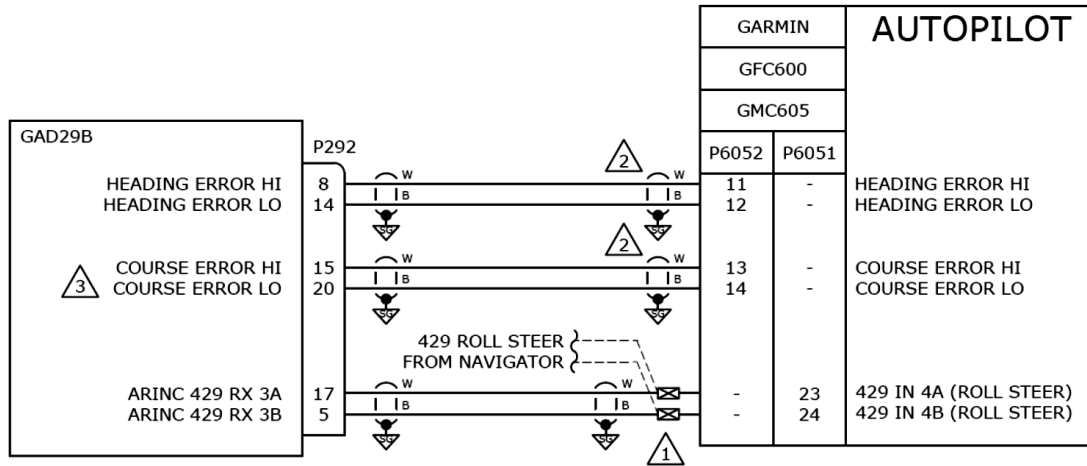 GARMIN AUTOPILOT
GFC600
GMC605
GAD29B
P292
P6052 P6051
2
W
W
HEADING ERROR HI 8 11 - HEADING ERROR HI
B
B
HEADING ERROR LO 14 12 - HEADING ERROR LO
SG SG
2
W
W
COURSE ERROR HI 15 13 - COURSE ERROR HI
B
B
3 COURSE ERROR LO 20 14 - COURSE ERROR LO
SG SG
429 ROLL STEER
FROM NAVIGATOR
W
W
ARINC 429 RX 3A 17 - 23 429 IN 4A (ROLL STEER)
B
B
ARINC 429 RX 3B 5 - 24 429 IN 4B (ROLL STEER)
SG SG
1